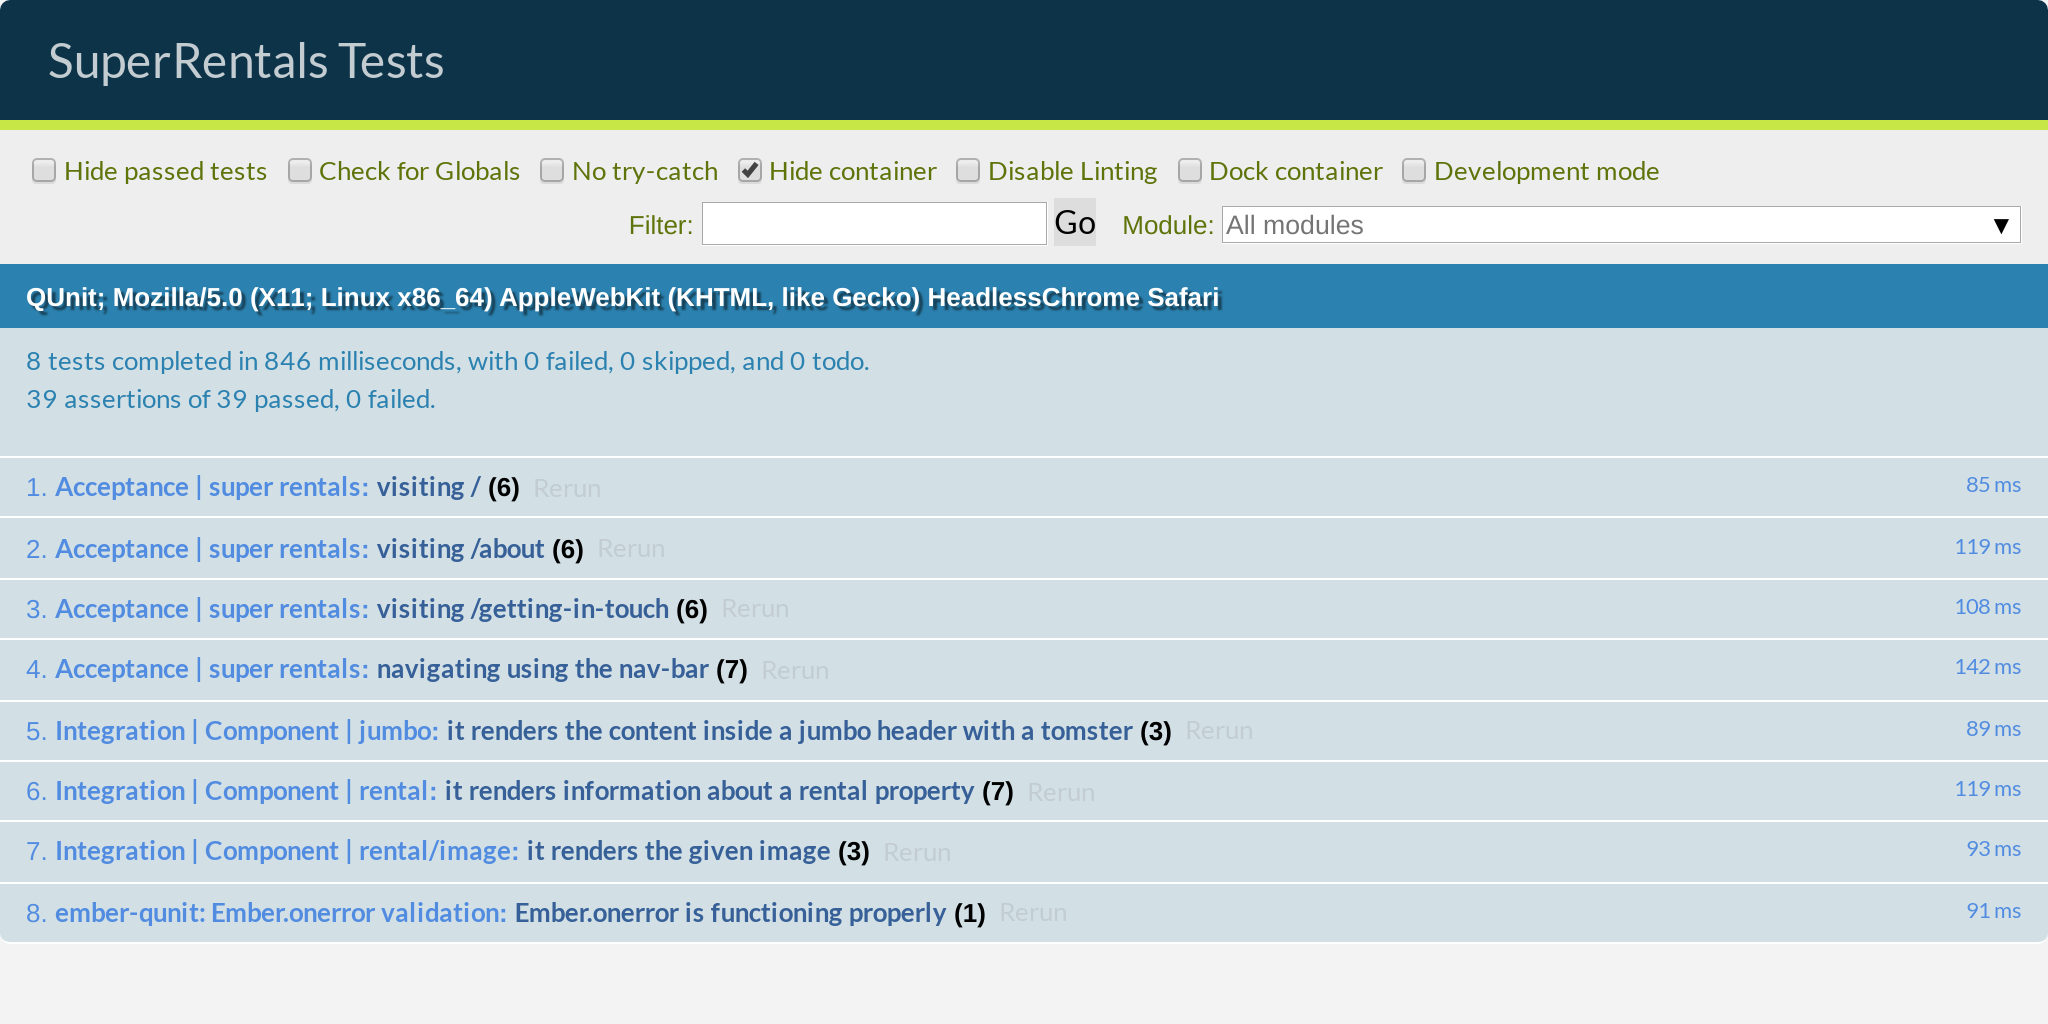 SuperRentals Tests
Hide passed tests Check for Globals No try-catch Hide container Disable Linting Dock container Development mode
Filter: Go Module: All modules ▼
QUnit; Mozilla/5.0 (X11; Linux x86_64) AppleWebKit (KHTML, like Gecko) HeadlessChrome Safari
8 tests completed in 846 milliseconds, with 0 failed, 0 skipped, and 0 todo.
39 assertions of 39 passed, 0 failed.
1. Acceptance | super rentals: visiting / (6) Rerun 85 ms
2. Acceptance | super rentals: visiting /about (6) Rerun 119 ms
3. Acceptance | super rentals: visiting /getting-in-touch (6) Rerun 108 ms
4. Acceptance | super rentals: navigating using the nav-bar (7) Rerun 142 ms
5. Integration | Component | jumbo: it renders the content inside a jumbo header with a tomster (3) Rerun 89 ms
6. Integration | Component | rental: it renders information about a rental property (7) Rerun 119 ms
7. Integration | Component | rental/image: it renders the given image (3) Rerun 93 ms
8. ember-qunit: Ember.onerror validation: Ember.onerror is functioning properly (1) Rerun 91 ms